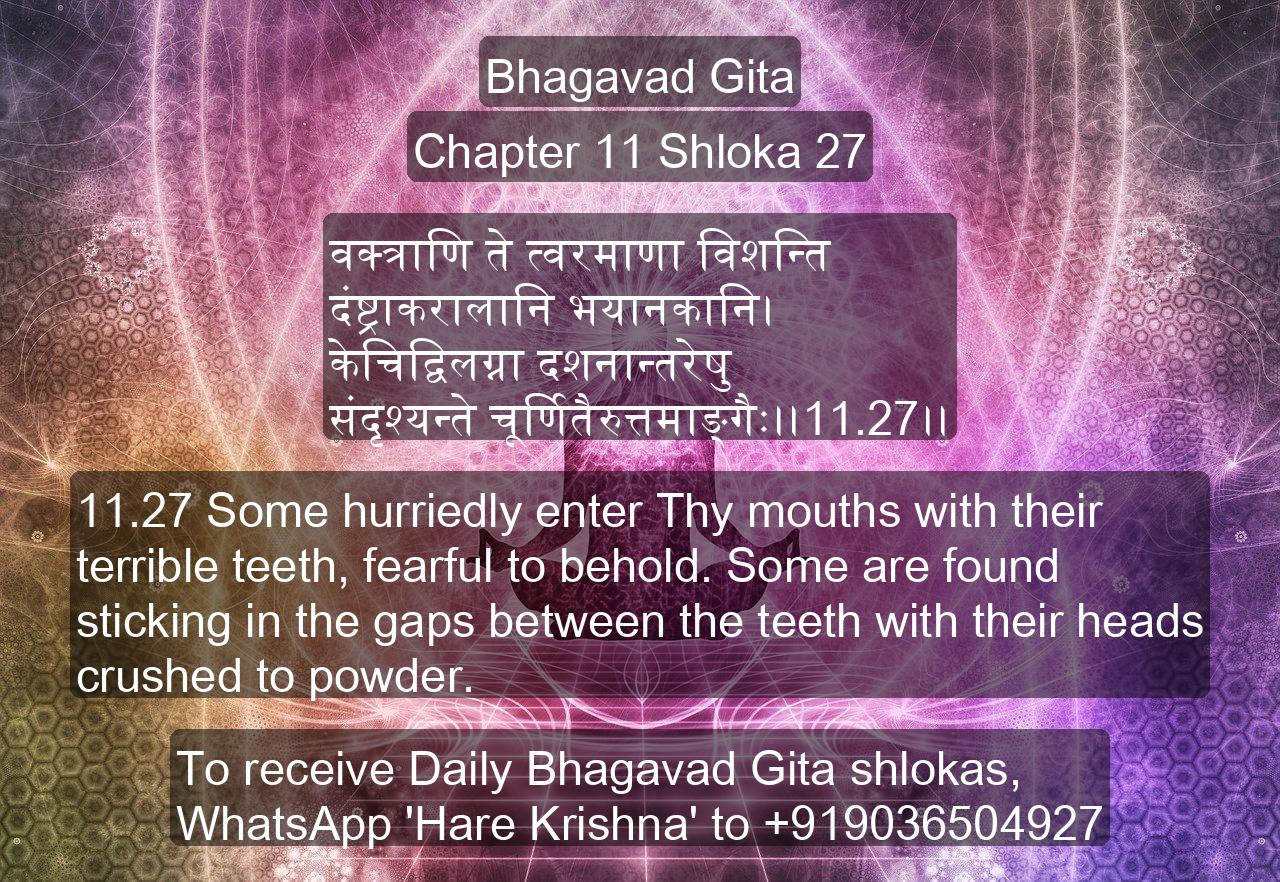 Bhagavad Gita
Chapter 11 Shloka 27
वक्त्राणि ते त्वरमाणा विशन्ति
दंष्ट्राकरालानि भयानकानि।
केचिद्विलग्ना दशनान्तरेषु
संदृश्यन्ते चूर्णितैरुत्तमाङ्गैः।।11.27।।
11.27 Some hurriedly enter Thy mouths with their
terrible teeth, fearful to behold. Some are found
sticking in the gaps between the teeth with their heads
crushed to powder.
To receive Daily Bhagavad Gita shlokas,
WhatsApp 'Hare Krishna' to +919036504927